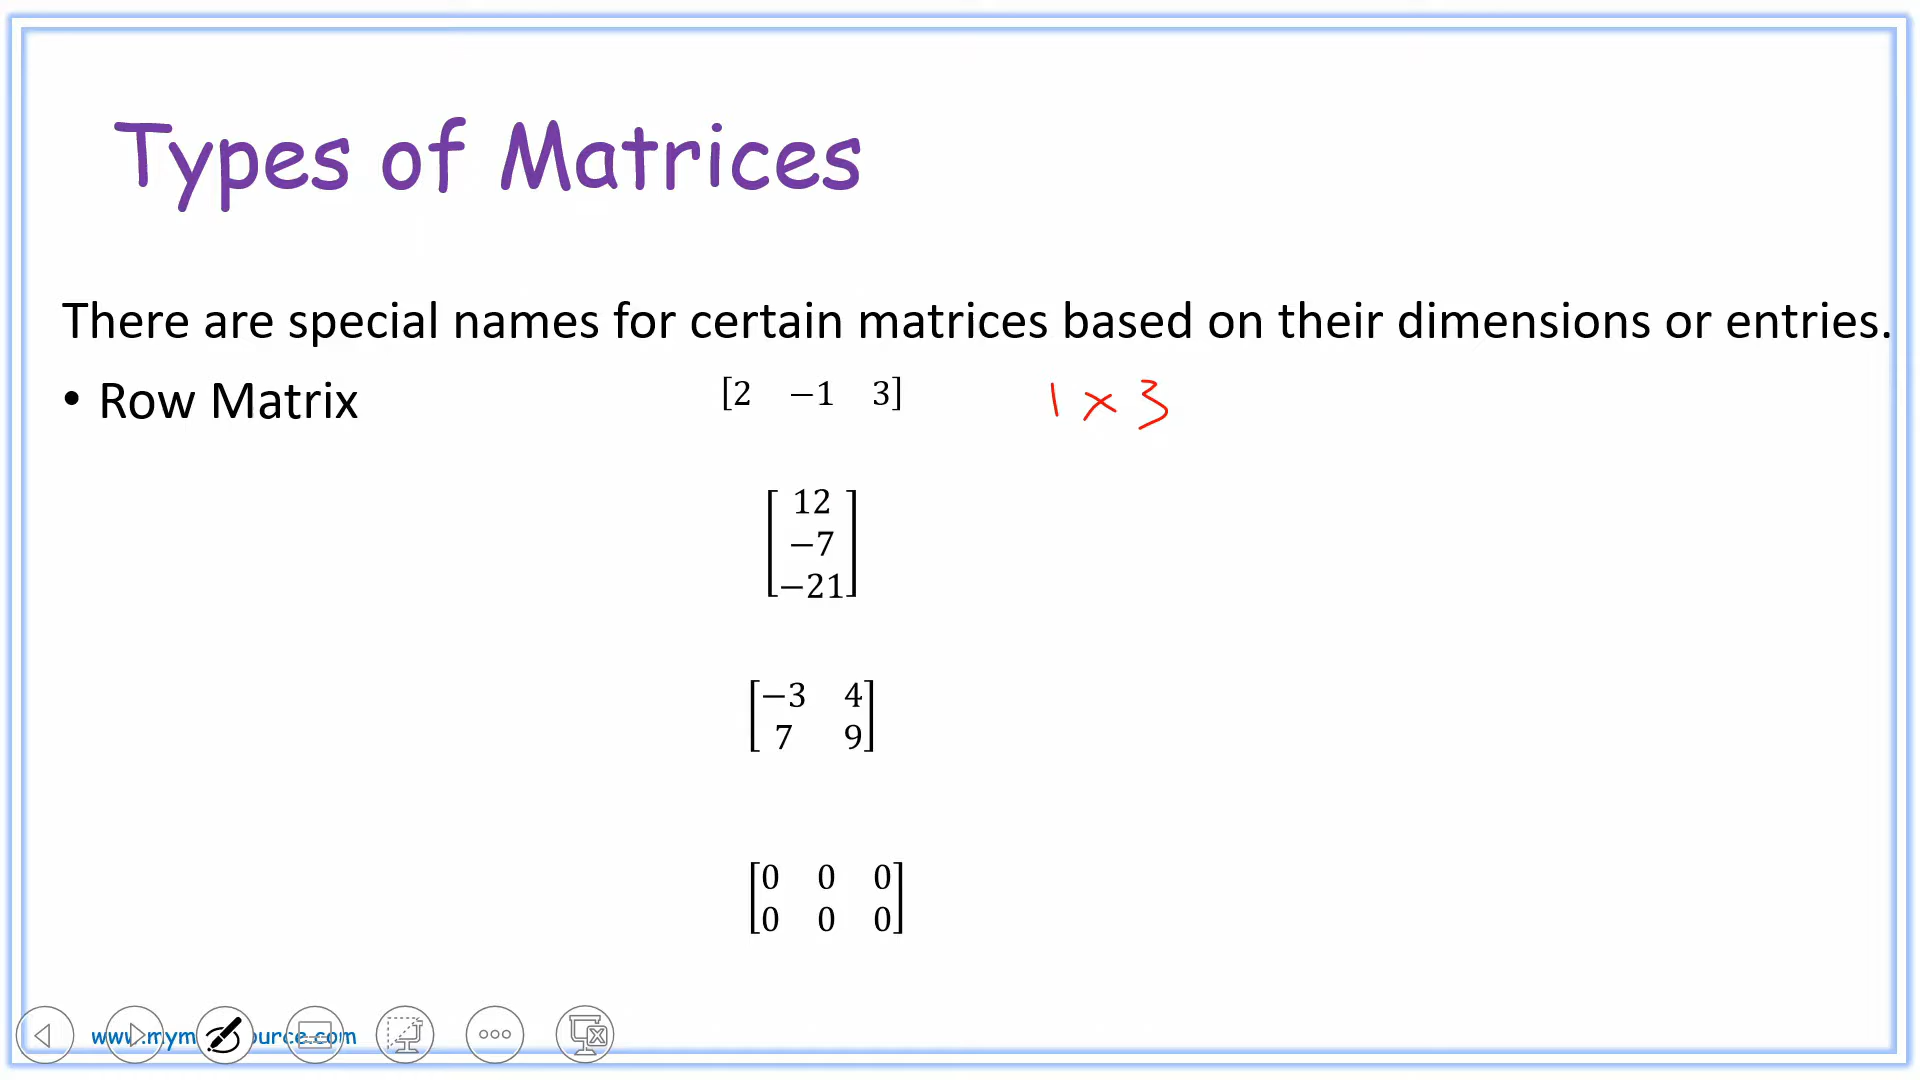 Types of Matrices
There are special names for certain matrices based on their dimensions or entries.
• Row Matrix [2 −1 3] 1 × 3
[12
−7
−21]
[−3 4
7 9]
[0 0 0
0 0 0]